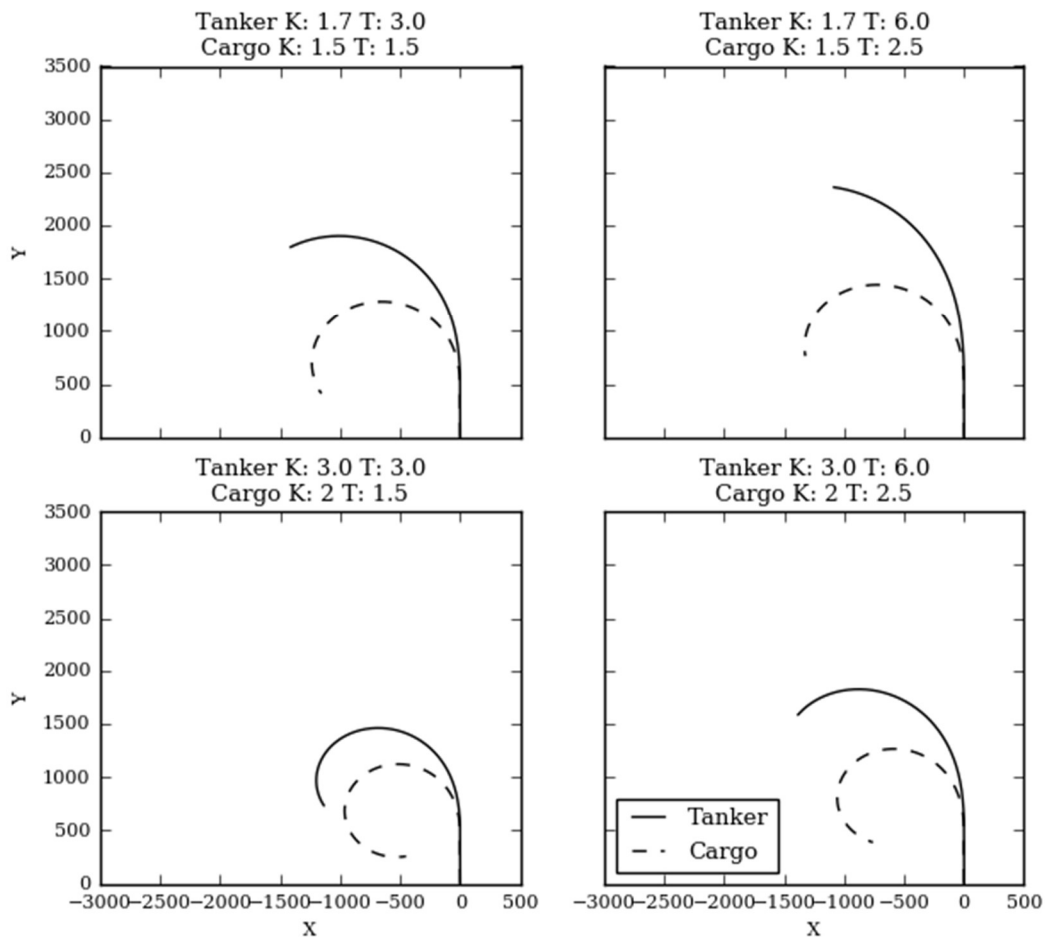 Tanker K: 1.7 T: 3.0
Cargo K: 1.5 T: 1.5
3500
3000
2500
2000
1500
1000
500
0
Y
Tanker K: 1.7 T: 6.0
Cargo K: 1.5 T: 2.5
Tanker K: 3.0 T: 3.0
Cargo K: 2 T: 1.5
3500
3000
2500
2000
1500
1000
500
0
Y
−3000−2500−2000−1500−1000 −500 0 500
X
Tanker K: 3.0 T: 6.0
Cargo K: 2 T: 2.5
Tanker
Cargo
−3000−2500−2000−1500−1000 −500 0 500
X